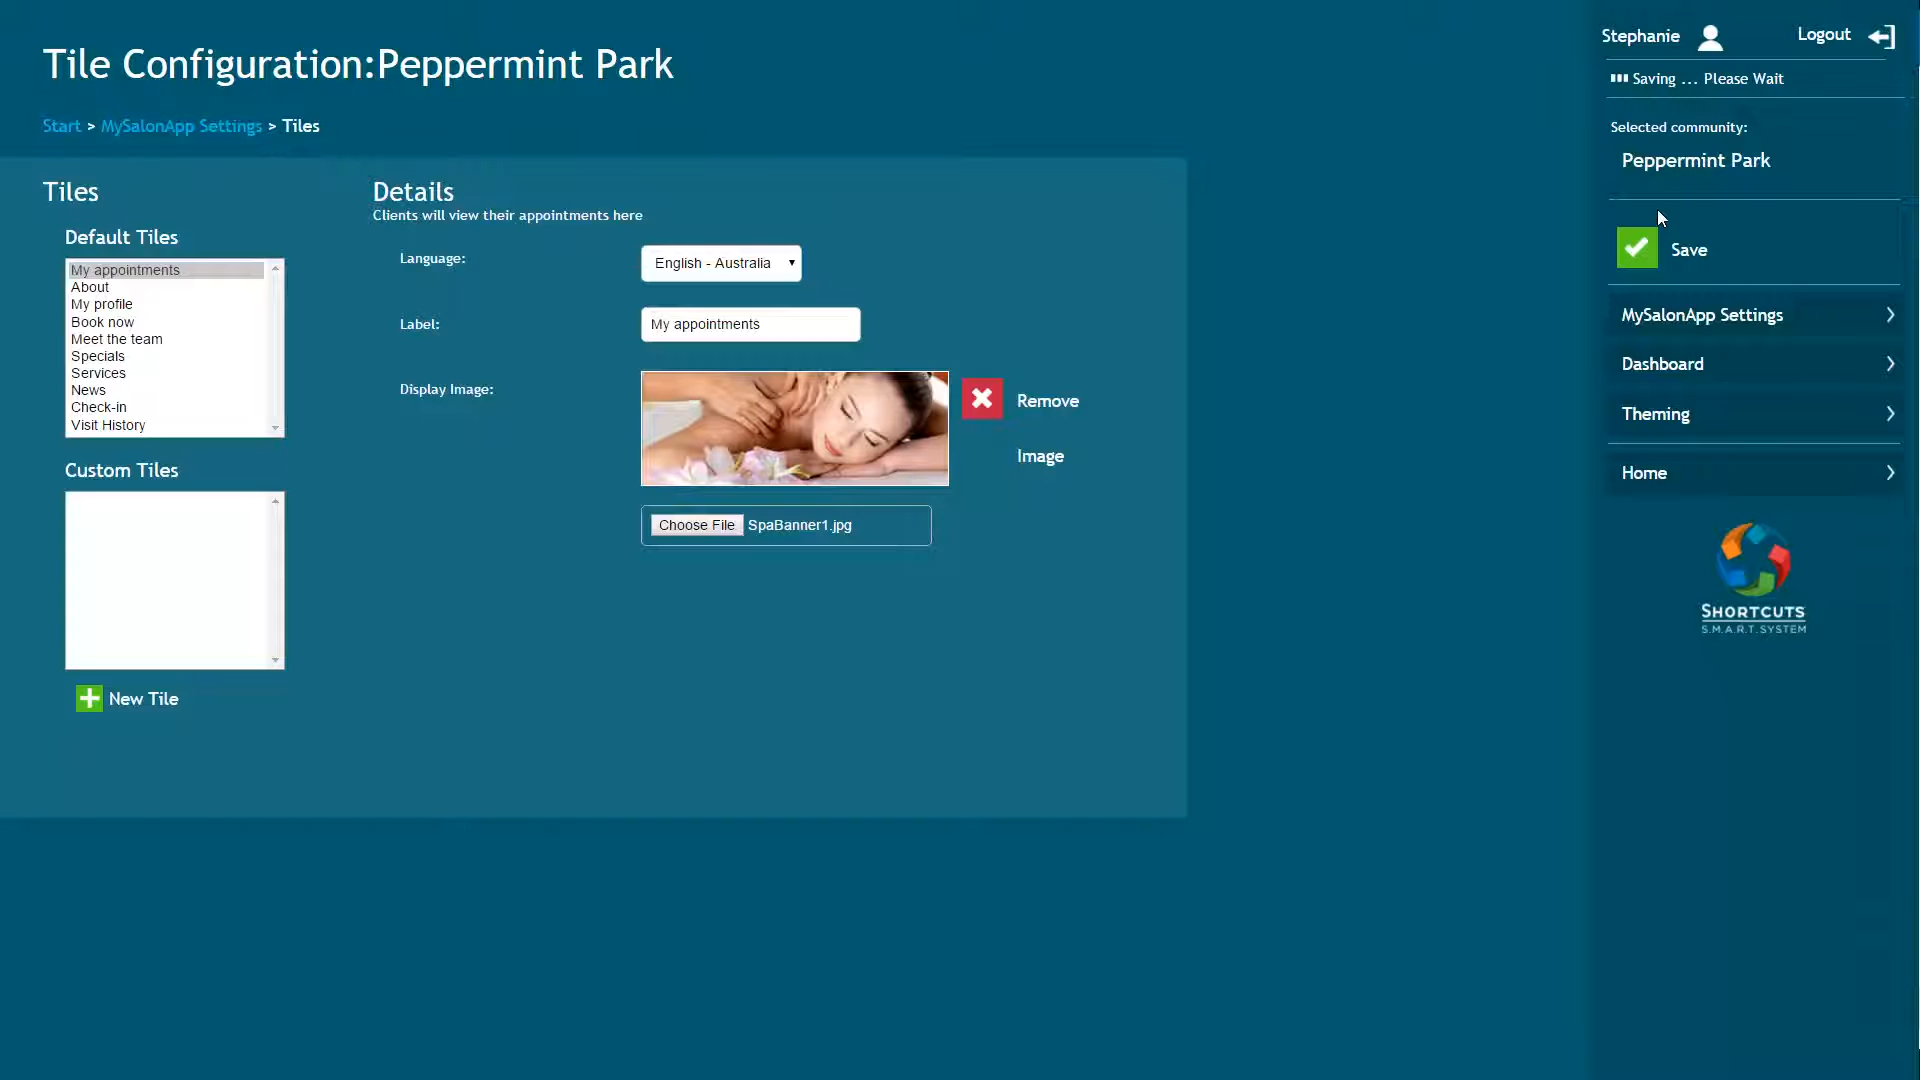 Tile Configuration:Peppermint Park
Start > MySalonApp Settings > Tiles
Tiles
Default Tiles
My appointments
About
My profile
Book now
Meet the team
Specials
Services
News
Check-in
Visit History
Custom Tiles
New Tile
Details
Clients will view their appointments here
Language:
English - Australia
Label:
My appointments
Display Image:
Remove
Image
Choose File SpaBanner1.jpg
Stephanie
Logout
Saving ... Please Wait
Selected community:
Peppermint Park
Save
MySalonApp Settings
Dashboard
Theming
Home
SHORTCUTS
S.M.A.R.T.SYSTEM